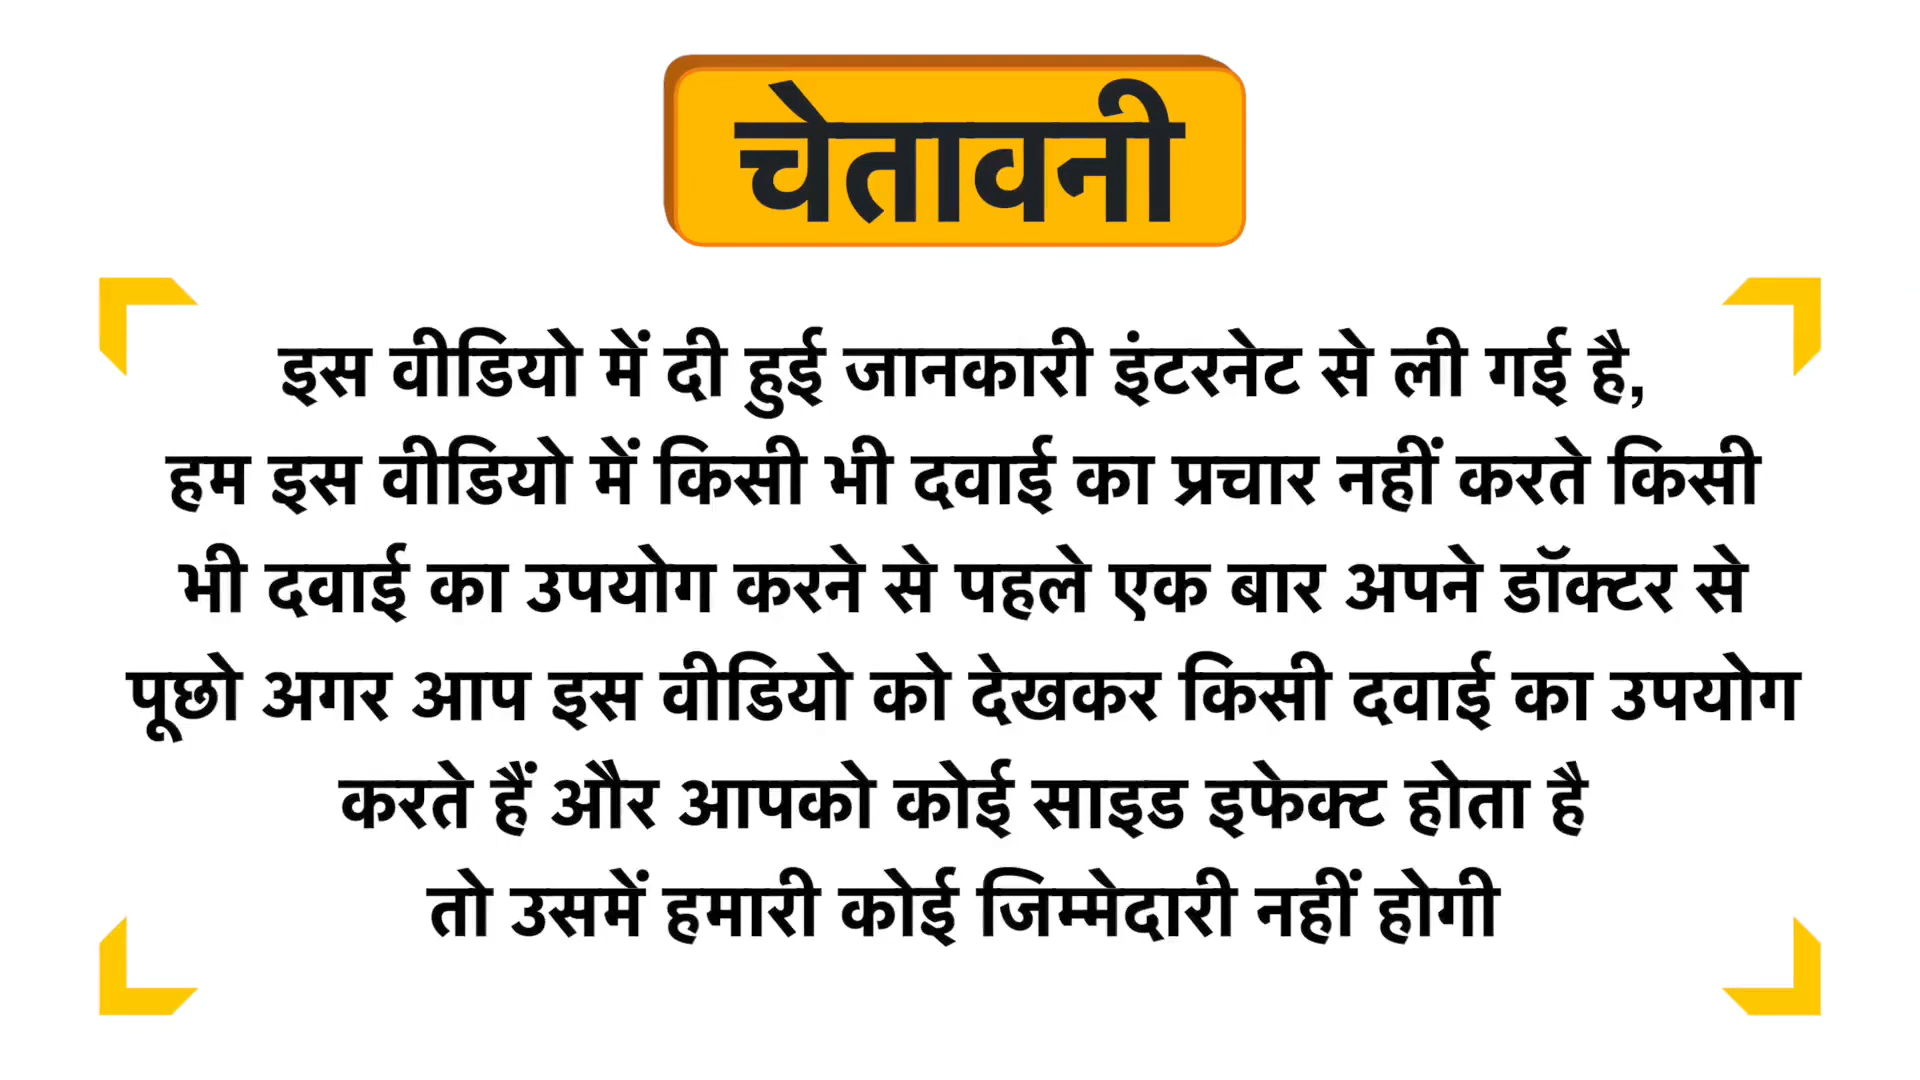 चेतावनी
इस वीडियो में दी हुई जानकारी इंटरनेट से ली गई है,
हम इस वीडियो में किसी भी दवाई का प्रचार नहीं करते किसी
भी दवाई का उपयोग करने से पहले एक बार अपने डॉक्टर से
पूछो अगर आप इस वीडियो को देखकर किसी दवाई का उपयोग
करते हैं और आपको कोई साइड इफेक्ट होता है
तो उसमें हमारी कोई जिम्मेदारी नहीं होगी